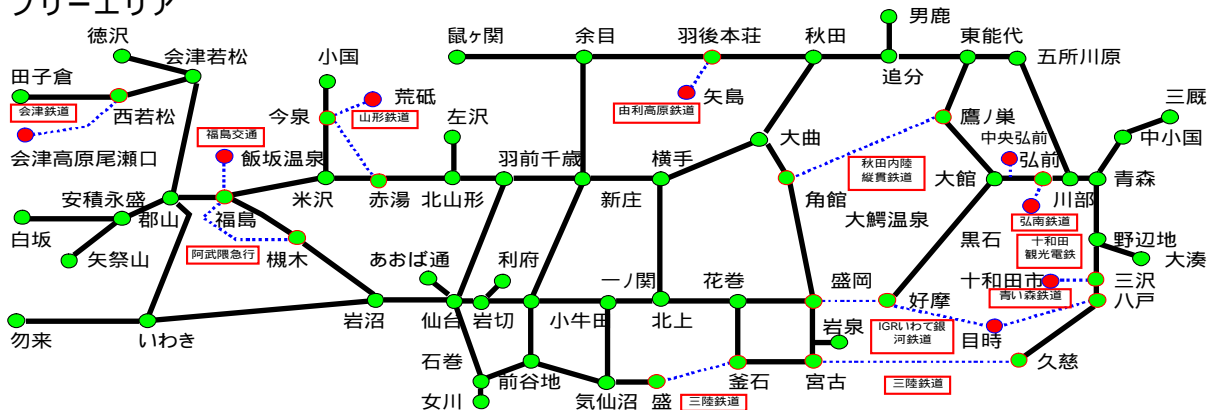 フリーエリア
徳沢
会津若松
田子倉
会津鉄道
西若松
会津高原尾瀬口
小国
今泉
荒砥
山形鉄道
福島交通
飯坂温泉
左沢
鼠ヶ関
余目
羽後本荘
秋田
男鹿
追分
東能代
五所川原
矢島
由利高原鉄道
大曲
鷹ノ巣
中央弘前
弘前
三厩
中小国
安積永盛
郡山
福島
米沢
赤湯
北山形
羽前千歳
新庄
横手
角館
秋田内陸
縦貫鉄道
大館
大鰐温泉
川部
青森
弘南鉄道
黒石
白坂
矢祭山
阿武隈急行
槻木
あおば通
利府
一ノ関
花巻
盛岡
好摩
十和田
観光電鉄
野辺地
大湊
十和田市
三沢
青い森鉄道
八戸
勿来
いわき
岩沼
仙台
岩切
小牛田
北上
岩泉
IGRいわて銀
河鉄道
目時
石巻
前谷地
女川
気仙沼
盛
釜石
三陸鉄道
宮古
三陸鉄道
久慈